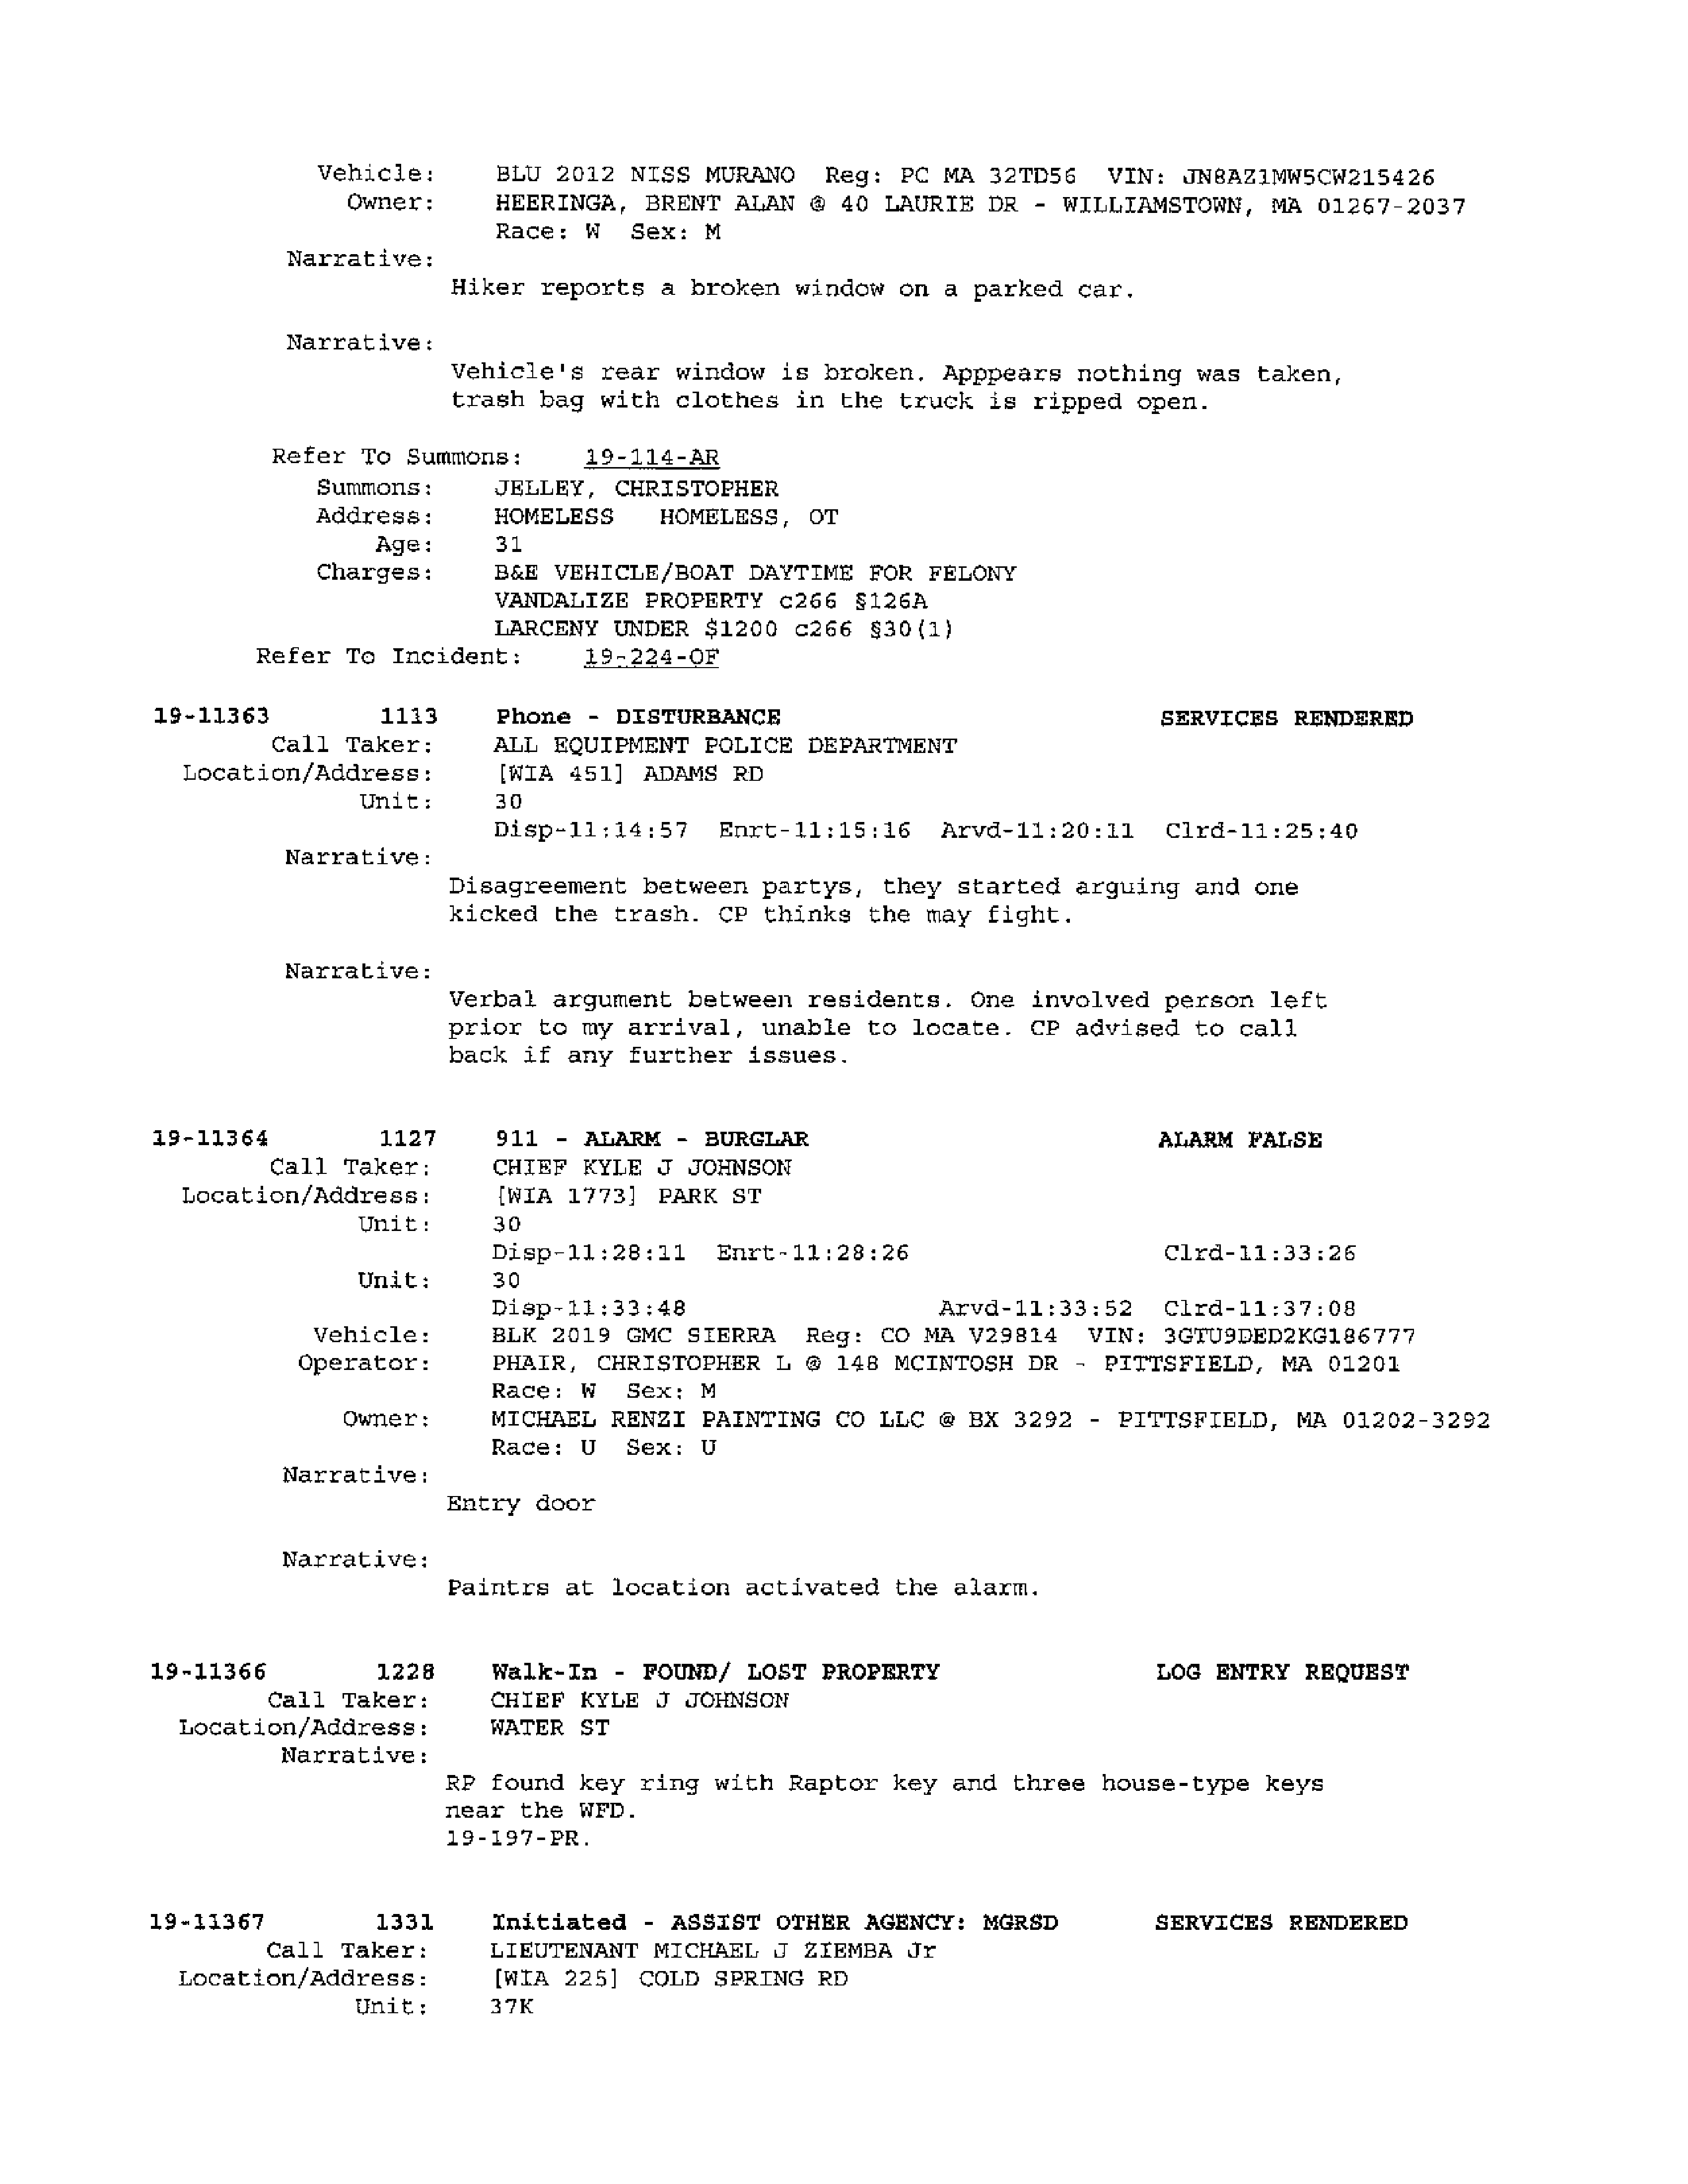 Vehicle: BLU 2012 NISS MURANO Reg: PC MA 32TD56 VIN: JN8AZ1MW5CW215426
Owner: HEERINGA, BRENT ALAN @ 40 LAURIE DR - WILLIAMSTOWN, MA 01267-2037
Race: W Sex: M
Narrative:
Hiker reports a broken window on a parked car.
Narrative:
Vehicle's rear window is broken. Apppears nothing was taken,
trash bag with clothes in the truck is ripped open.
Refer To Summons: 19-114-AR
Summons: JELLEY, CHRISTOPHER
Address: HOMELESS HOMELESS, OT
Age: 31
Charges: B&E VEHICLE/BOAT DAYTIME FOR FELONY
VANDALIZE PROPERTY c266 §126A
LARCENY UNDER $1200 c266 §30(1)
Refer To Incident: 19-224-OF
19-11363 1113 Phone - DISTURBANCE SERVICES RENDERED
Call Taker: ALL EQUIPMENT POLICE DEPARTMENT
Location/Address: [WIA 451] ADAMS RD
Unit: 30
Disp-11:14:57 Enrt-11:15:16 Arvd-11:20:11 Clrd-11:25:40
Narrative:
Disagreement between partys, they started arguing and one
kicked the trash. CP thinks the may fight.
Narrative:
Verbal argument between residents. One involved person left
prior to my arrival, unable to locate. CP advised to call
back if any further issues.
19-11364 1127 911 - ALARM - BURGLAR ALARM FALSE
Call Taker: CHIEF KYLE J JOHNSON
Location/Address: [WIA 1773] PARK ST
Unit: 30
Disp-11:28:11 Enrt-11:28:26 Clrd-11:33:26
Unit: 30
Disp-11:33:48 Arvd-11:33:52 Clrd-11:37:08
Vehicle: BLK 2019 GMC SIERRA Reg: CO MA V29814 VIN: 3GTU9DED2KG186777
Operator: PHAIR, CHRISTOPHER L @ 148 MCINTOSH DR - PITTSFIELD, MA 01201
Race: W Sex: M
Owner: MICHAEL RENZI PAINTING CO LLC @ BX 3292 - PITTSFIELD, MA 01202-3292
Race: U Sex: U
Narrative:
Entry door
Narrative:
Paintrs at location activated the alarm.
19-11366 1228 Walk-In - FOUND/ LOST PROPERTY LOG ENTRY REQUEST
Call Taker: CHIEF KYLE J JOHNSON
Location/Address: WATER ST
Narrative:
RP found key ring with Raptor key and three house-type keys
near the WFD.
19-197-PR.
19-11367 1331 Initiated - ASSIST OTHER AGENCY: MGRSD SERVICES RENDERED
Call Taker: LIEUTENANT MICHAEL J ZIEMBA Jr
Location/Address: [WIA 225] COLD SPRING RD
Unit: 37K